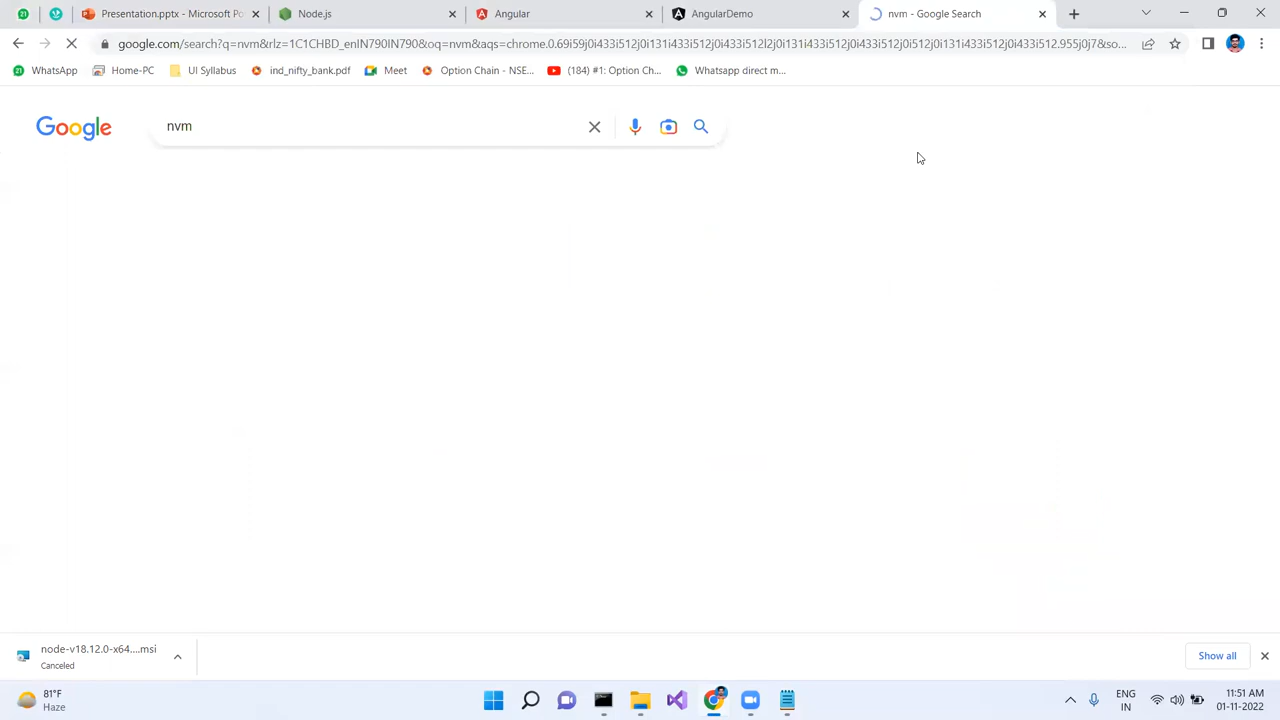 Presentation.pptx - Microsoft Po
Node.js
Angular
AngularDemo
nvm - Google Search
google.com/search?q=nvm&rlz=1C1CHBD_enIN790IN790&oq=nvm&aqs=chrome.0.69i59j0i433i512j0i131i433i512j0i433i512l2j0i131i433i512j0i433i512j0i512j0i433i512.955j0j7&so...
WhatsApp
Home-PC
UI Syllabus
ind_nifty_bank.pdf
Meet
Option Chain - NSE...
(184) #1: Option Ch...
Whatsapp direct m...
Google
nvm
node-v18.12.0-x64....msi
Canceled
Show all
81°F
Haze
ENG
IN
11:51 AM
01-11-2022